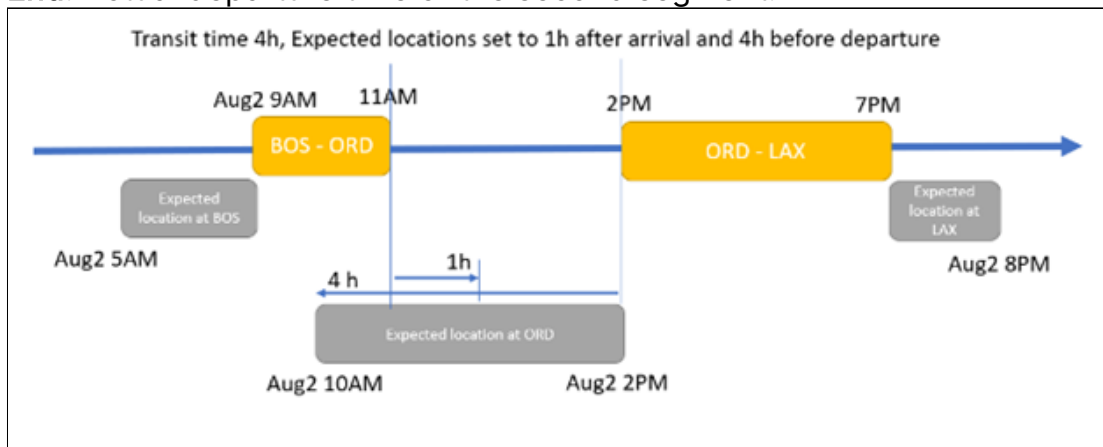 Transit time 4h, Expected locations set to 1h after arrival and 4h before departure
Aug2 9AM
11AM
2PM
7PM
BOS - ORD
ORD - LAX
Expected
location at BOS
Expected
location at
LAX
Aug2 5AM
Aug2 8PM
1h
4 h
Expected location at ORD
Aug2 10AM
Aug2 2PM